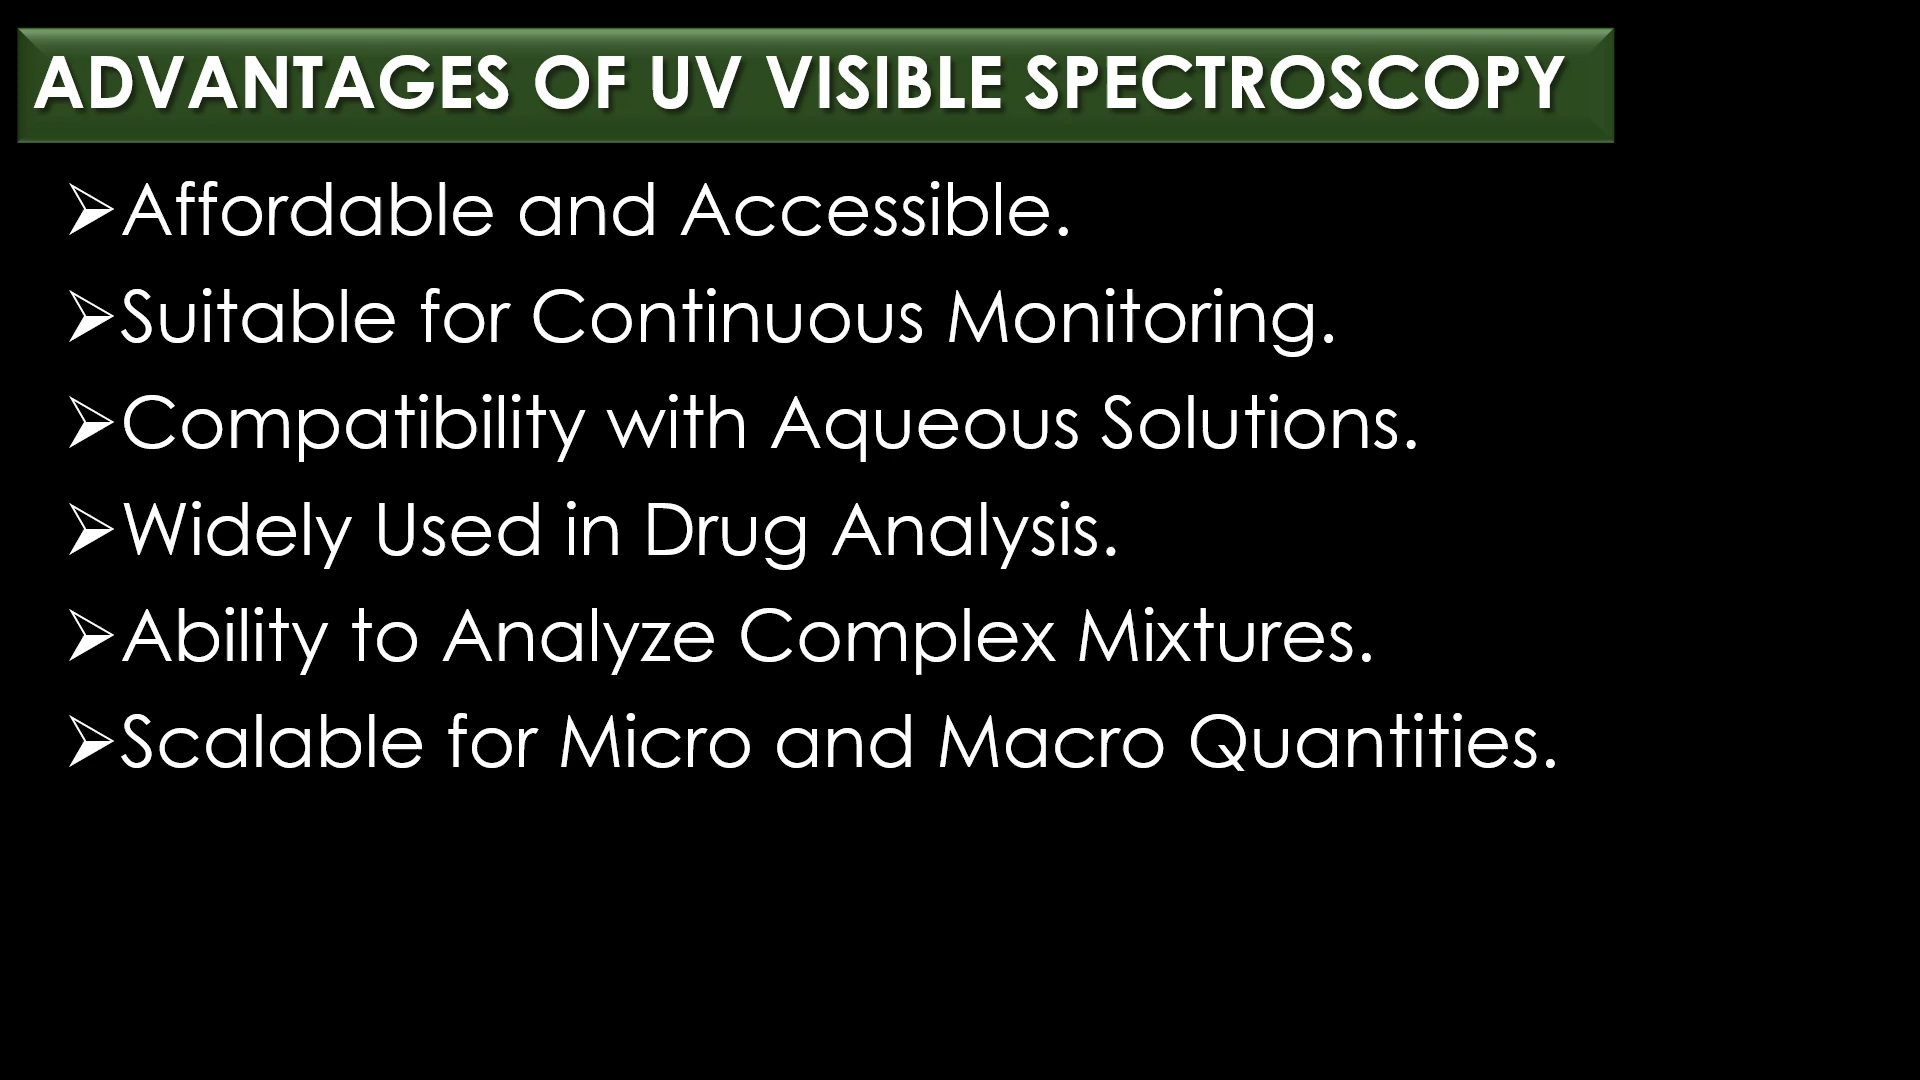 ADVANTAGES OF UV VISIBLE SPECTROSCOPY
➢Affordable and Accessible.
➢Suitable for Continuous Monitoring.
➢Compatibility with Aqueous Solutions.
➢Widely Used in Drug Analysis.
➢Ability to Analyze Complex Mixtures.
➢Scalable for Micro and Macro Quantities.